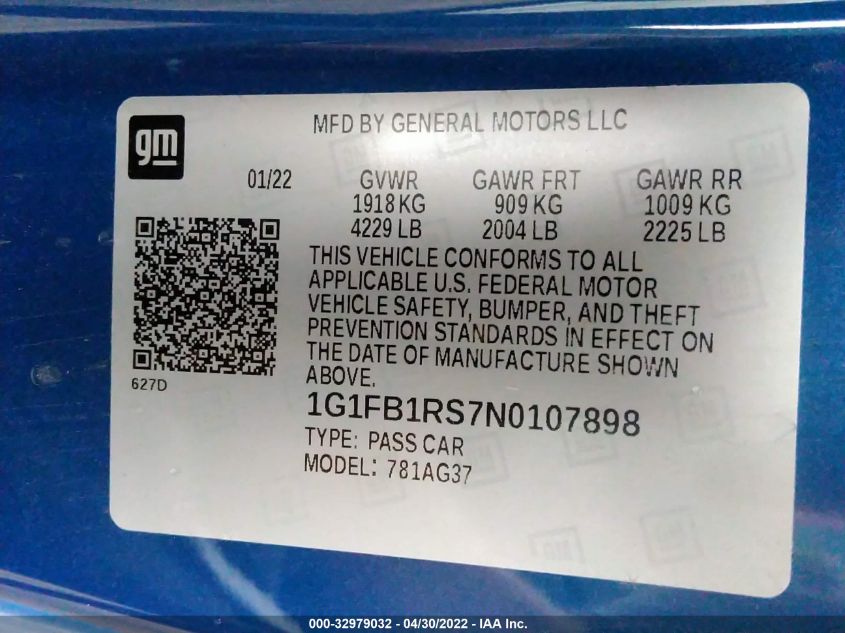 MFD BY GENERAL MOTORS LLC
gm
01/22 GVWR GAWR FRT GAWR RR
1918 KG 909 KG 1009 KG
4229 LB 2004 LB 2225 LB
THIS VEHICLE CONFORMS TO ALL
APPLICABLE U.S. FEDERAL MOTOR
VEHICLE SAFETY, BUMPER, AND THEFT
PREVENTION STANDARDS IN EFFECT ON
THE DATE OF MANUFACTURE SHOWN
ABOVE.
627D
1G1FB1RS7N0107898
TYPE: PASS CAR
MODEL: 781AG37
000-32979032 - 04/30/2022 - IAA Inc.